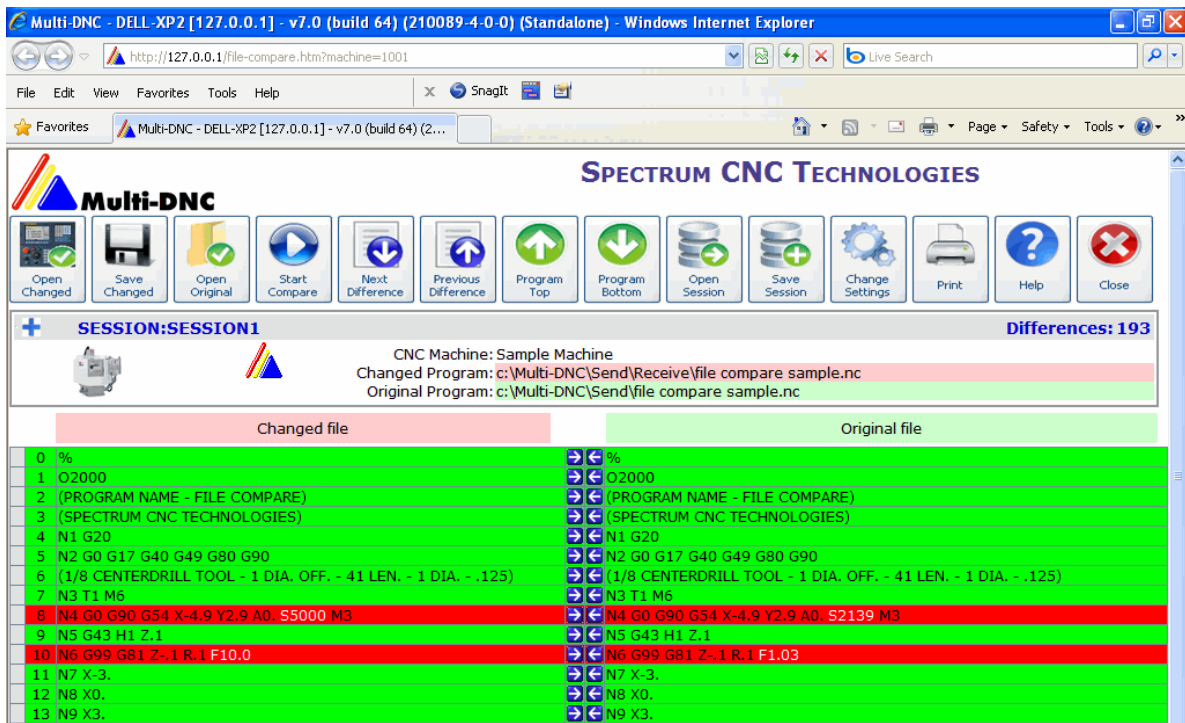 Multi-DNC - DELL-XP2 [127.0.0.1] - v7.0 (build 64) (210089-4-0-0) (Standalone) - Windows Internet Explorer
http://127.0.0.1/file-compare.htm?machine=1001
Live Search
File Edit View Favorites Tools Help
x SnagIt
Favorites
Multi-DNC - DELL-XP2 [127.0.0.1] - v7.0 (build 64) (2...
Page Safety Tools »
Multi-DNC
SPECTRUM CNC TECHNOLOGIES
Open Changed
Save Changed
Open Original
Start Compare
Next Difference
Previous Difference
Program Top
Program Bottom
Open Session
Save Session
Change Settings
Print
Help
Close
SESSION:SESSION1 Differences: 193
CNC Machine: Sample Machine
Changed Program: c:\Multi-DNC\Send\Receive\file compare sample.nc
Original Program: c:\Multi-DNC\Send\file compare sample.nc
Changed file Original file
0 % %
1 O2000 O2000
2 (PROGRAM NAME - FILE COMPARE) (PROGRAM NAME - FILE COMPARE)
3 (SPECTRUM CNC TECHNOLOGIES) (SPECTRUM CNC TECHNOLOGIES)
4 N1 G20 N1 G20
5 N2 G0 G17 G40 G49 G80 G90 N2 G0 G17 G40 G49 G80 G90
6 (1/8 CENTERDRILL TOOL - 1 DIA. OFF. - 41 LEN. - 1 DIA. - .125) (1/8 CENTERDRILL TOOL - 1 DIA. OFF. - 41 LEN. - 1 DIA. - .125)
7 N3 T1 M6 N3 T1 M6
8 N4 G0 G90 G54 X-4.9 Y2.9 A0. S5000 M3 N4 G0 G90 G54 X-4.9 Y2.9 A0. S2139 M3
9 N5 G43 H1 Z.1 N5 G43 H1 Z.1
10 N6 G99 G81 Z-.1 R.1 F10.0 N6 G99 G81 Z-.1 R.1 F1.03
11 N7 X-3. N7 X-3.
12 N8 X0. N8 X0.
13 N9 X3. N9 X3.